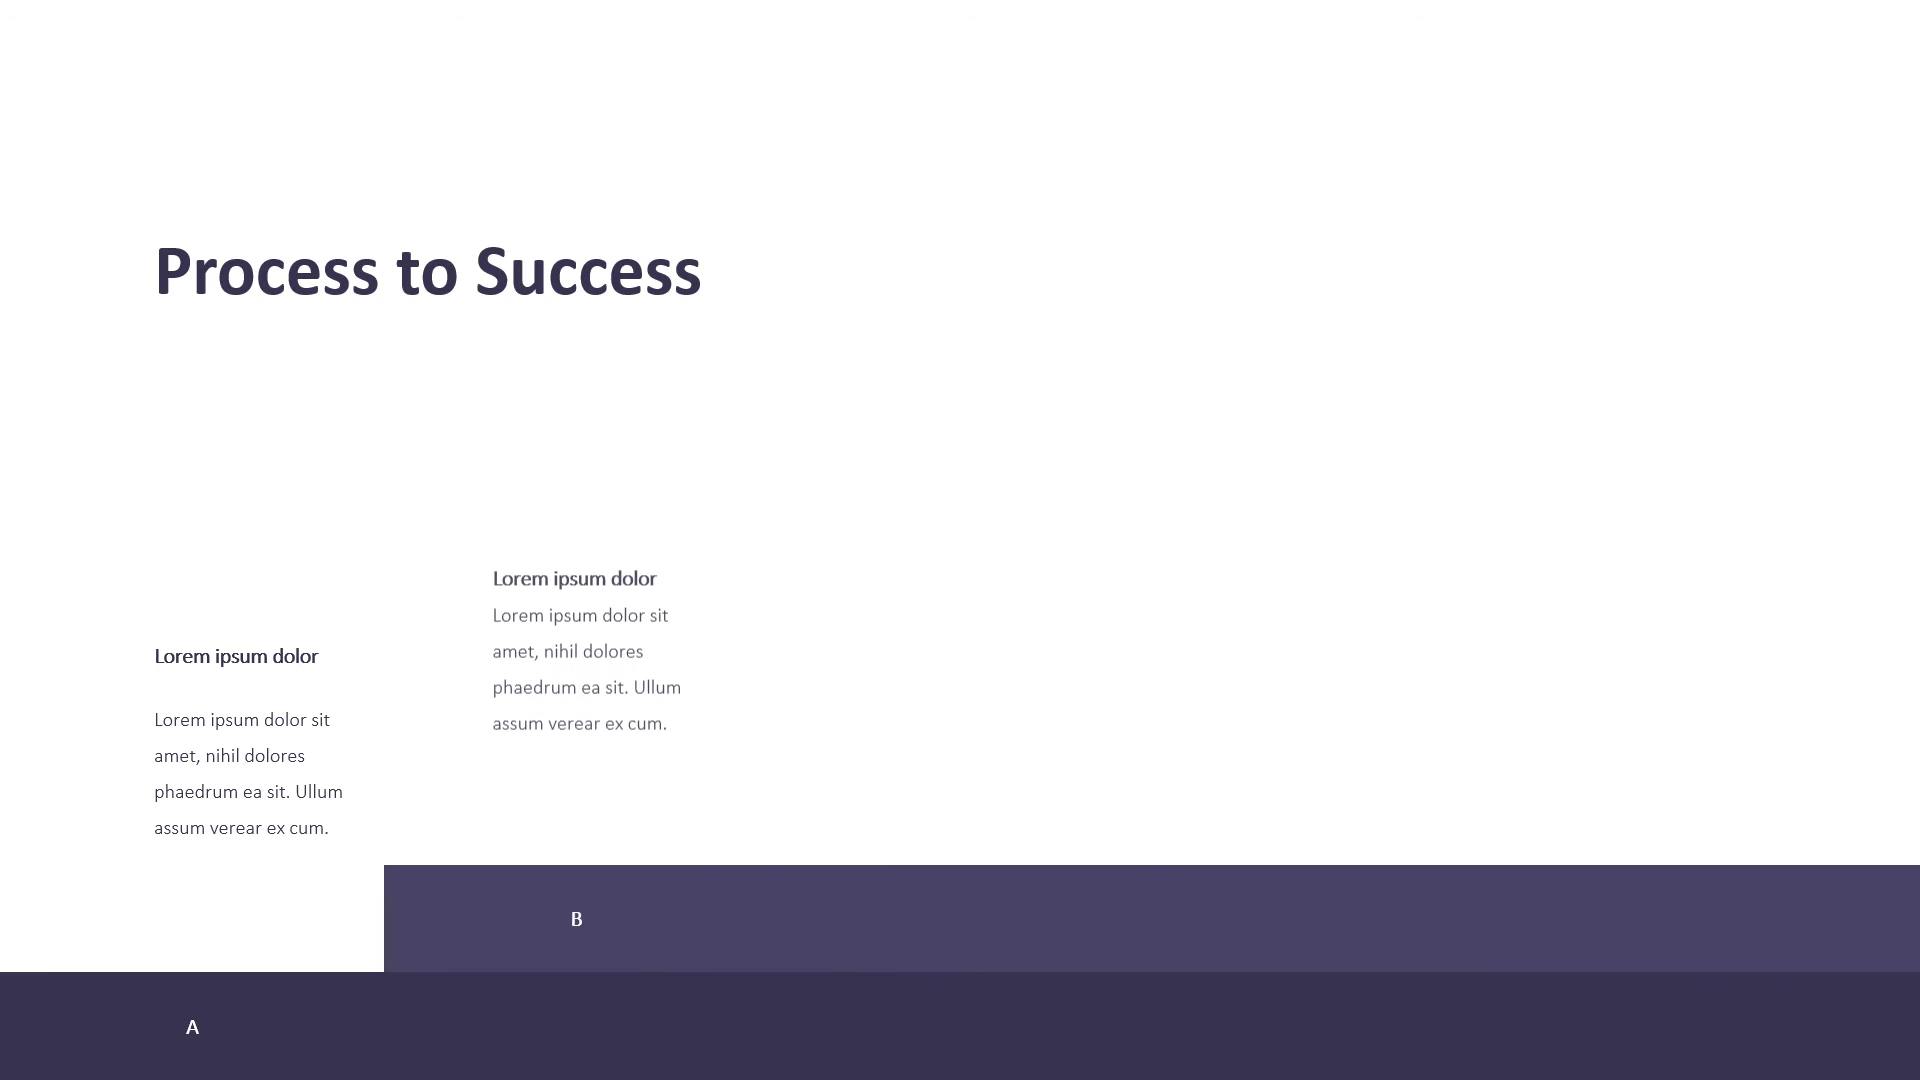 Process to Success
Lorem ipsum dolor
Lorem ipsum dolor sit
amet, nihil dolores
phaedrum ea sit. Ullum
assum verear ex cum.
A
Lorem ipsum dolor
Lorem ipsum dolor sit
amet, nihil dolores
phaedrum ea sit. Ullum
assum verear ex cum.
B